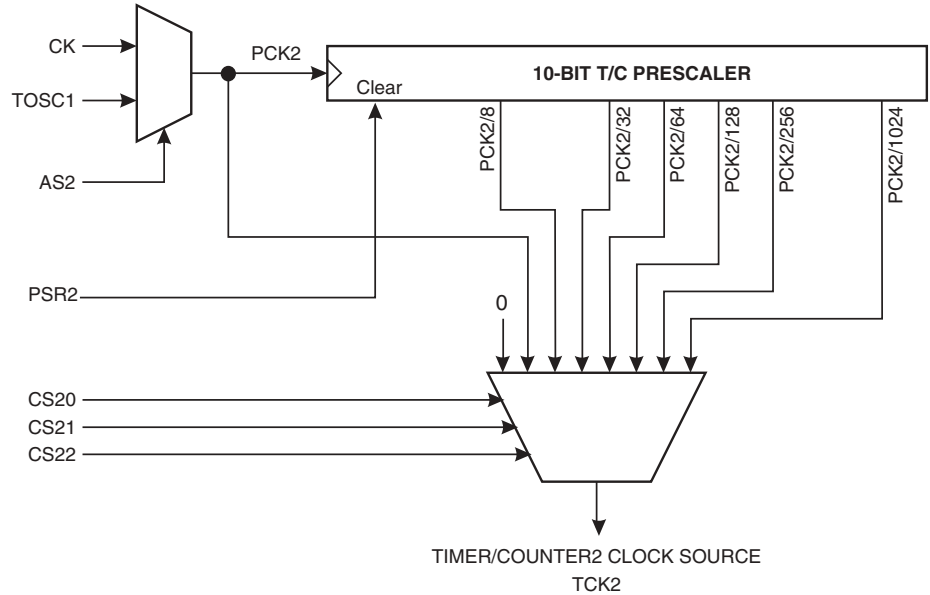 CK
PCK2
10-BIT T/C PRESCALER
Clear
TOSC1
PCK2/8
PCK2/32
PCK2/64
PCK2/128
PCK2/256
PCK2/1024
AS2
PSR2
0
CS20
CS21
CS22
TIMER/COUNTER2 CLOCK SOURCE
TCK2